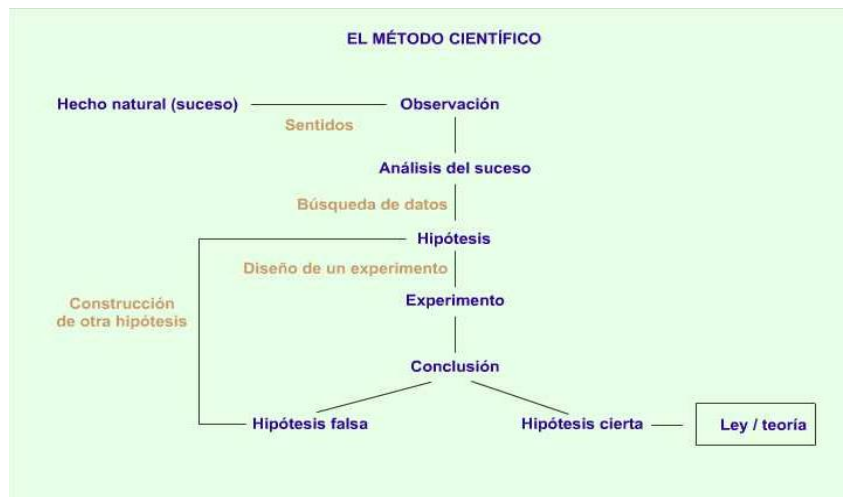 EL MÉTODO CIENTÍFICO
Hecho natural (suceso)
Observación
Sentidos
Análisis del suceso
Búsqueda de datos
Hipótesis
Diseño de un experimento
Experimento
Construcción
de otra hipótesis
Conclusión
Hipótesis falsa
Hipótesis cierta
Ley / teoría